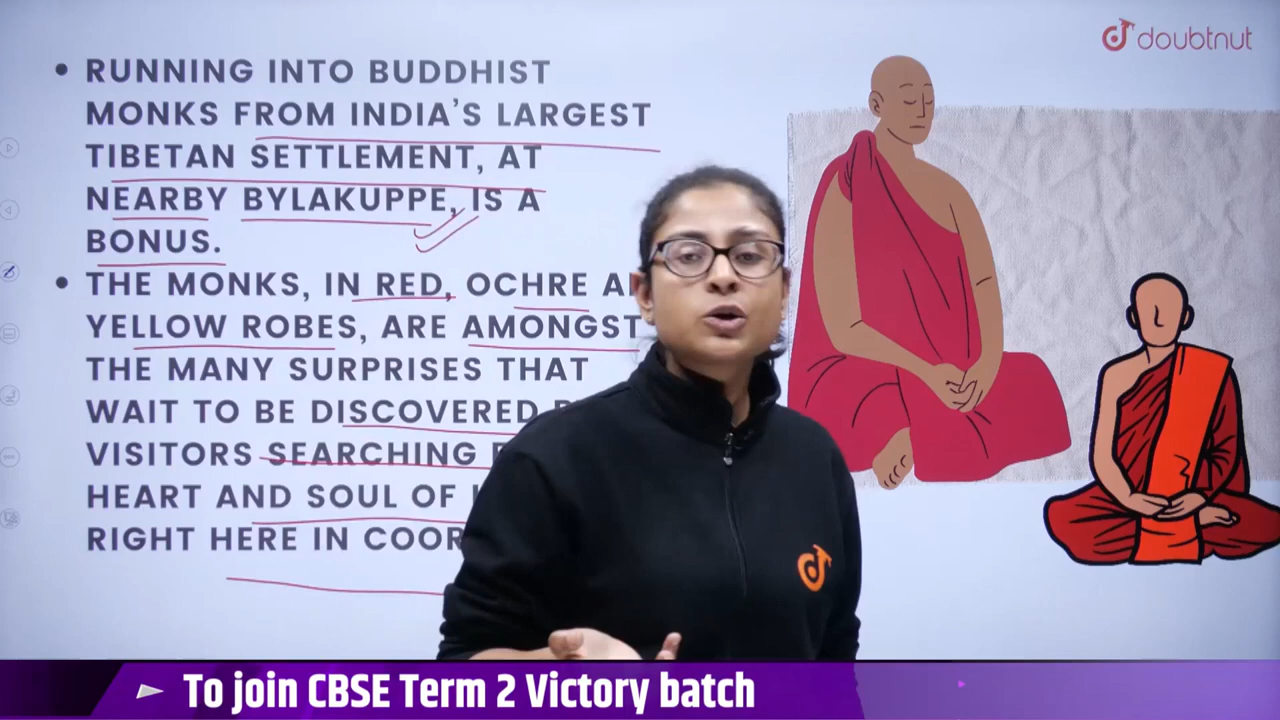 doubtnut
• RUNNING INTO BUDDHIST
MONKS FROM INDIA'S LARGEST
TIBETAN SETTLEMENT, AT
NEARBY BYLAKUPPE, IS A
BONUS.
• THE MONKS, IN RED, OCHRE
YELLOW ROBES, ARE AMONGST
THE MANY SURPRISES THAT
WAIT TO BE DISCOVERED
VISITORS SEARCHING
HEART AND SOUL OF
RIGHT HERE IN
To join CBSE Term 2 Victory batch